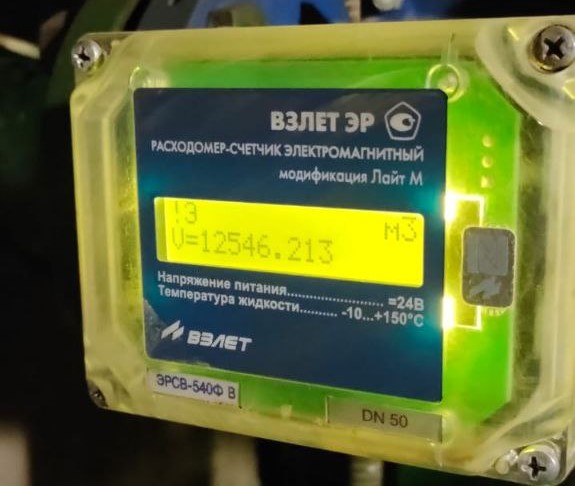 ВЗЛЕТ ЭР
РАСХОДОМЕР-СЧЕТЧИК ЭЛЕКТРОМАГНИТНЫЙ
модификация Лайт М
!Э м3
V=12546.213
Напряжение питания........................ =24В
Температура жидкости.......... -10...+150°С
ВЗЛЕТ
ЭРСВ-540Ф В
DN 50